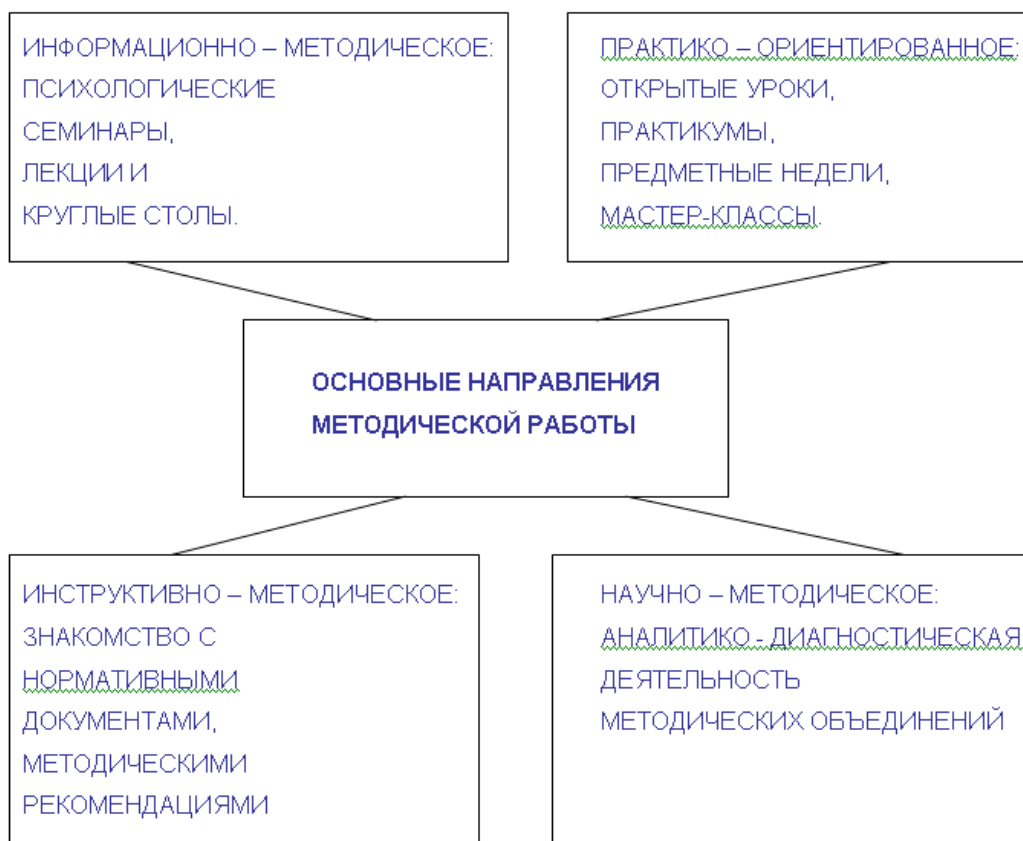 ИНФОРМАЦИОННО – МЕТОДИЧЕСКОЕ:
ПСИХОЛОГИЧЕСКИЕ
СЕМИНАРЫ,
ЛЕКЦИИ И
КРУГЛЫЕ СТОЛЫ.
ПРАКТИКО – ОРИЕНТИРОВАННОЕ:
ОТКРЫТЫЕ УРОКИ,
ПРАКТИКУМЫ,
ПРЕДМЕТНЫЕ НЕДЕЛИ,
МАСТЕР-КЛАССЫ.
ОСНОВНЫЕ НАПРАВЛЕНИЯ
МЕТОДИЧЕСКОЙ РАБОТЫ
ИНСТРУКТИВНО – МЕТОДИЧЕСКОЕ:
ЗНАКОМСТВО С
НОРМАТИВНЫМИ
ДОКУМЕНТАМИ,
МЕТОДИЧЕСКИМИ
РЕКОМЕНДАЦИЯМИ
НАУЧНО – МЕТОДИЧЕСКОЕ:
АНАЛИТИКО - ДИАГНОСТИЧЕСКАЯ
ДЕЯТЕЛЬНОСТЬ
МЕТОДИЧЕСКИХ ОБЪЕДИНЕНИЙ